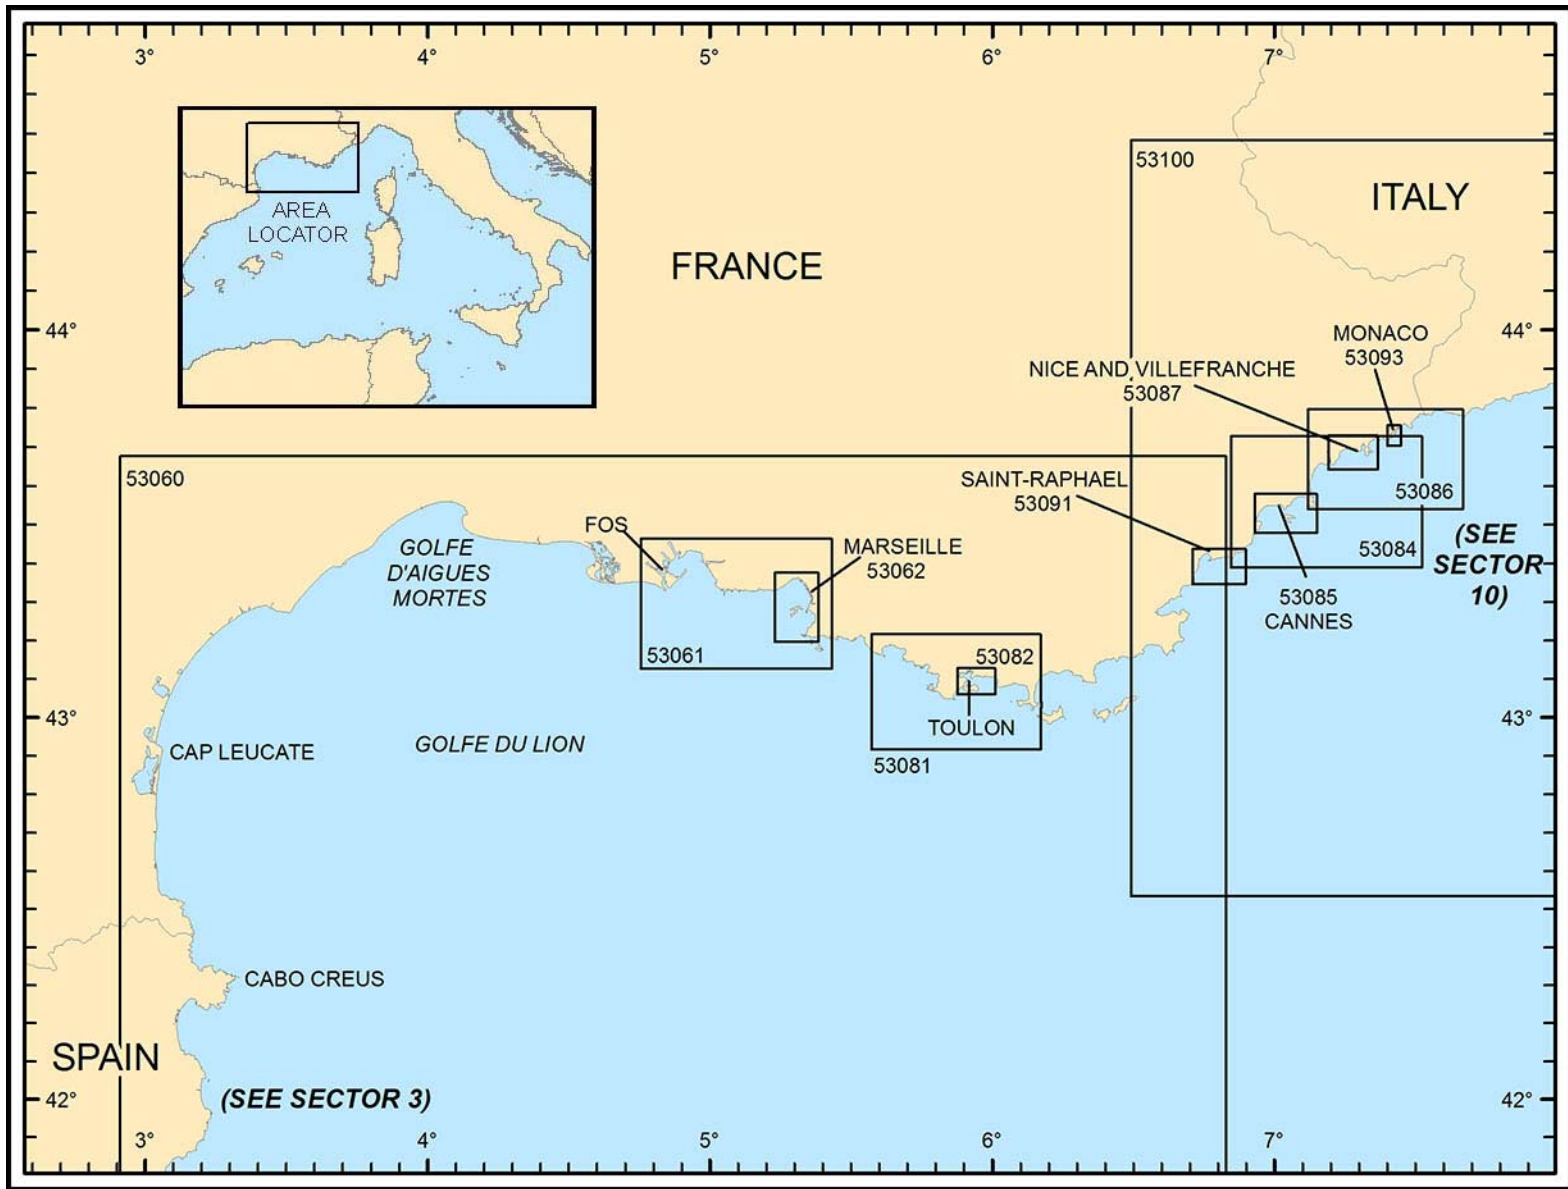 3°
4°
5°
6°
7°
53100
ITALY
AREA
LOCATOR
FRANCE
44°
44°
MONACO
53093
NICE AND VILLEFRANCHE
53087
53060
SAINT-RAPHAEL
53091
53086
FOS
GOLFE
D'AIGUES
MORTES
MARSEILLE
53062
53084
(SEE
SECTOR
10)
53085
CANNES
53061
53082
43°
43°
TOULON
CAP LEUCATE
GOLFE DU LION
53081
CABO CREUS
SPAIN
(SEE SECTOR 3)
42°
42°
3°
4°
5°
6°
7°